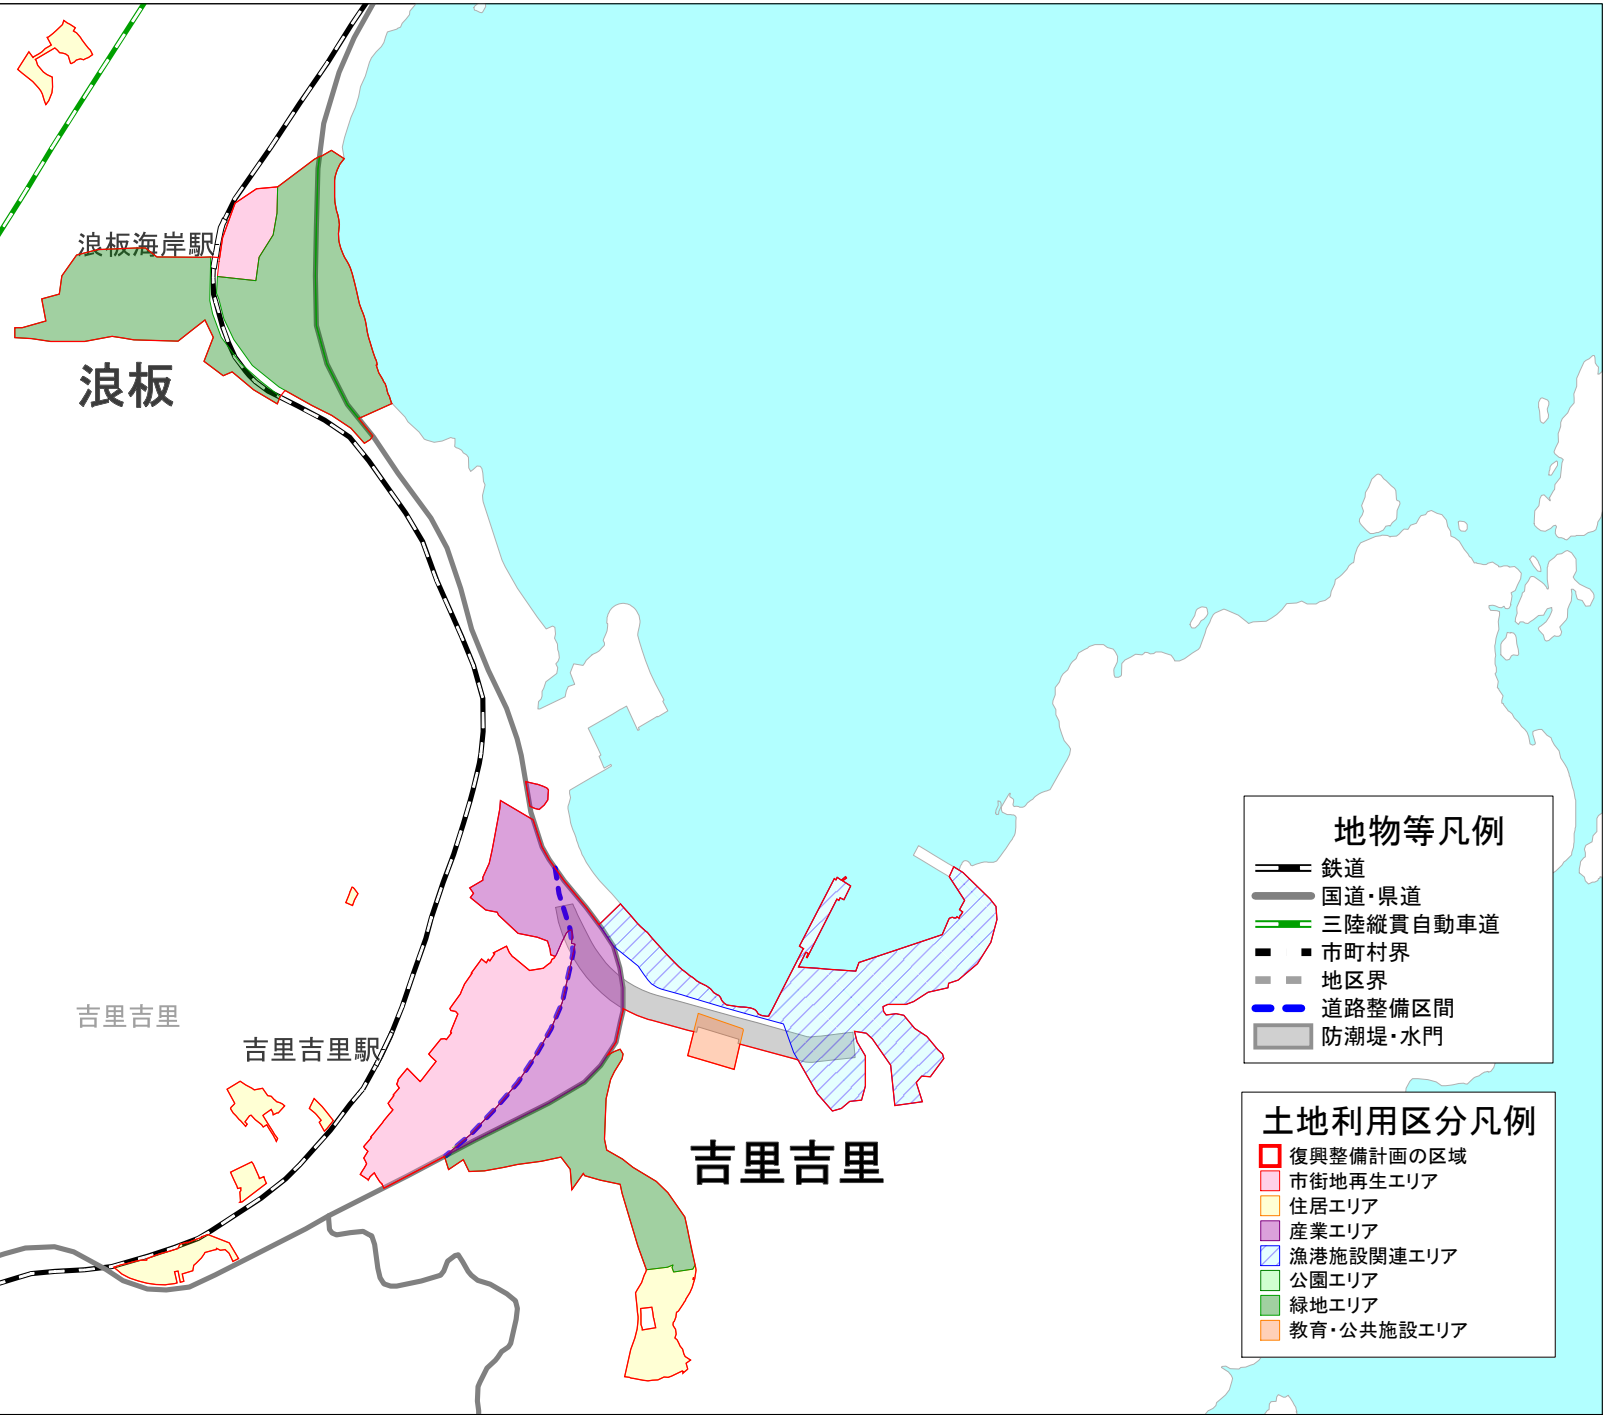 浪板海岸駅
浪板
吉里吉里
吉里吉里駅
吉里吉里
地物等凡例
鉄道
国道・県道
三陸縦貫自動車道
市町村界
地区界
道路整備区間
防潮堤・水門
土地利用区分凡例
復興整備計画の区域
市街地再生エリア
住居エリア
産業エリア
漁港施設関連エリア
公園エリア
緑地エリア
教育・公共施設エリア